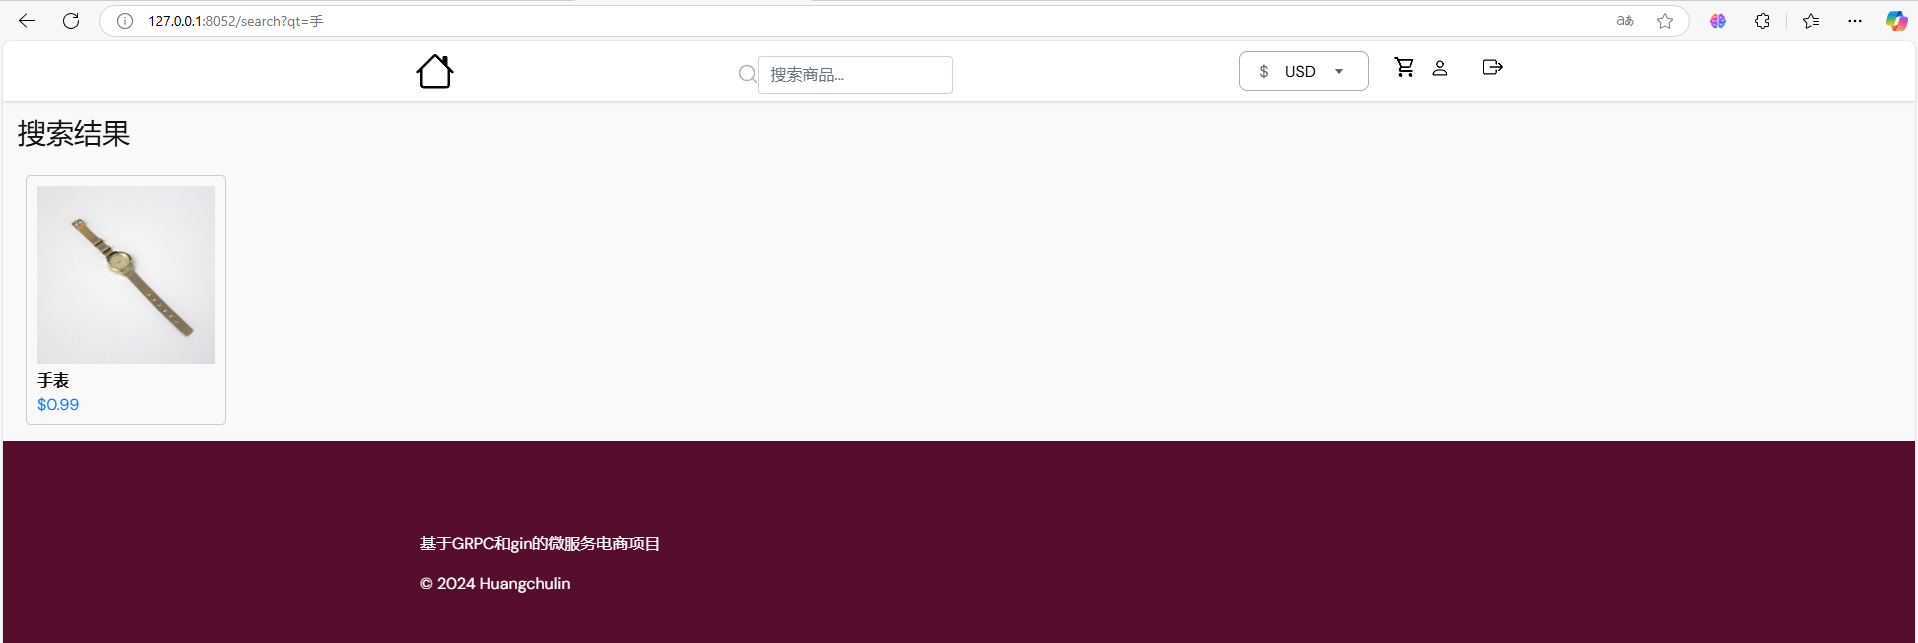 127.0.0.1:8052/search?qt=手
aあ
搜索商品...
$ USD
搜索结果
手表
$0.99
基于GRPC和gin的微服务电商项目
© 2024 Huangchulin